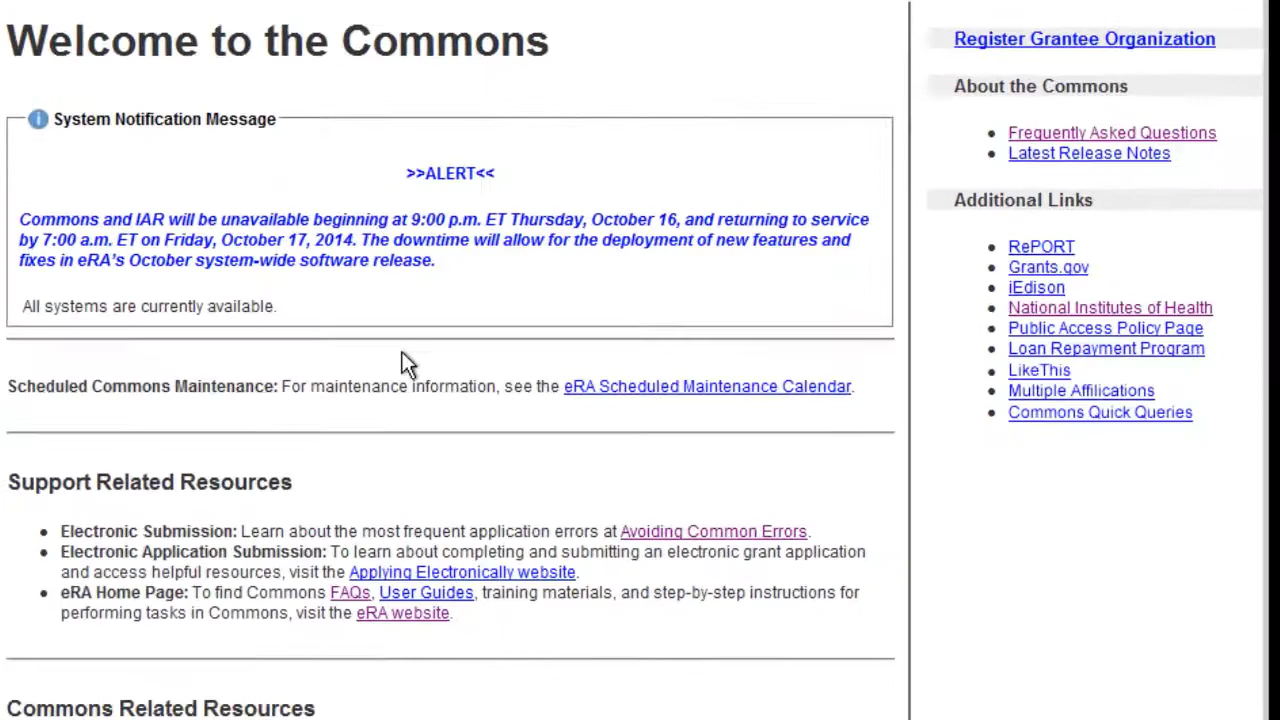 Welcome to the Commons
System Notification Message
>>ALERT<<
Commons and IAR will be unavailable beginning at 9:00 p.m. ET Thursday, October 16, and returning to service
by 7:00 a.m. ET on Friday, October 17, 2014. The downtime will allow for the deployment of new features and
fixes in eRA's October system-wide software release.
All systems are currently available.
Scheduled Commons Maintenance: For maintenance information, see the eRA Scheduled Maintenance Calendar.
Support Related Resources
Electronic Submission: Learn about the most frequent application errors at Avoiding Common Errors.
Electronic Application Submission: To learn about completing and submitting an electronic grant application
and access helpful resources, visit the Applying Electronically website.
eRA Home Page: To find Commons FAQs, User Guides, training materials, and step-by-step instructions for
performing tasks in Commons, visit the eRA website.
Commons Related Resources
Register Grantee Organization
About the Commons
Frequently Asked Questions
Latest Release Notes
Additional Links
RePORT
Grants.gov
iEdison
National Institutes of Health
Public Access Policy Page
Loan Repayment Program
LikeThis
Multiple Affilications
Commons Quick Queries